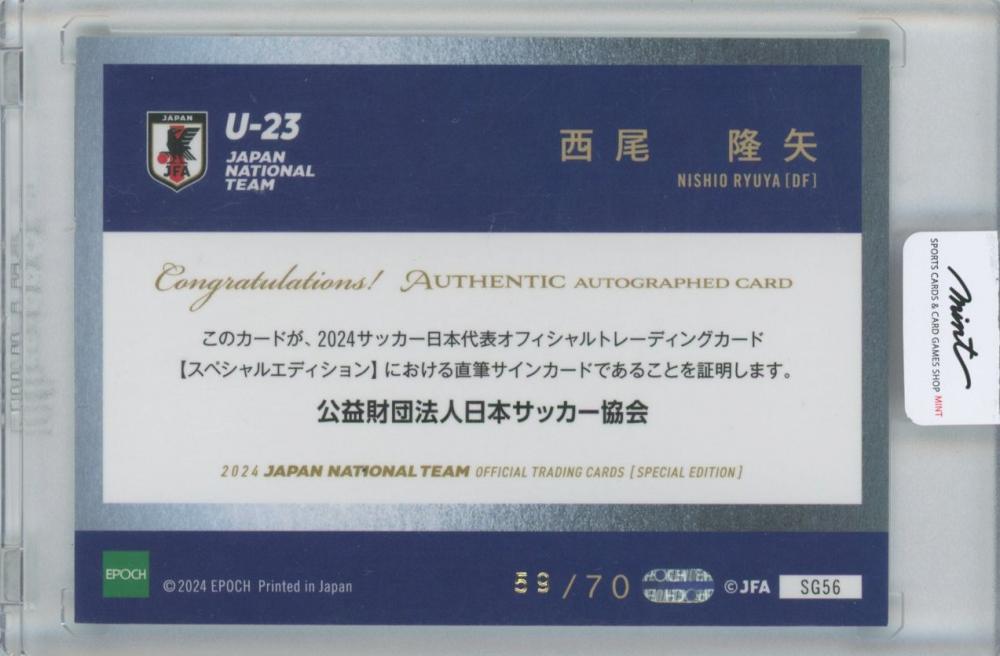 JAPAN
JFA
U-23
JAPAN
NATIONAL
TEAM
西尾 隆矢
NISHIO RYUYA [DF]
Congratulations! AUTHENTIC AUTOGRAPHED CARD
このカードが、2024サッカー日本代表オフィシャルトレーディングカード
【スペシャルエディション】における直筆サインカードであることを証明します。
公益財団法人日本サッカー協会
2024 JAPAN NATIONAL TEAM OFFICIAL TRADING CARDS [SPECIAL EDITION]
EPOCH
©2024 EPOCH Printed in Japan
59/70
©JFA
SG56
mint
SPORTS CARDS & CARD GAMES SHOP MINT